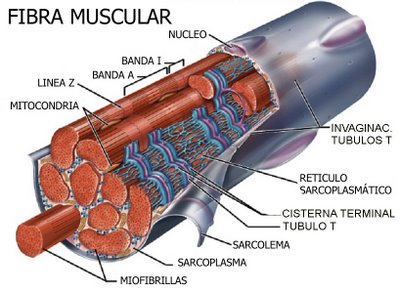 FIBRA MUSCULAR
NUCLEO
BANDA I
BANDA A
LINEA Z
MITOCONDRIA
INVAGINAC.
TUBULOS T
RETICULO
SARCOPLASMÁTICO
CISTERNA TERMINAL
TUBULO T
SARCOLEMA
SARCOPLASMA
MIOFIBRILLAS